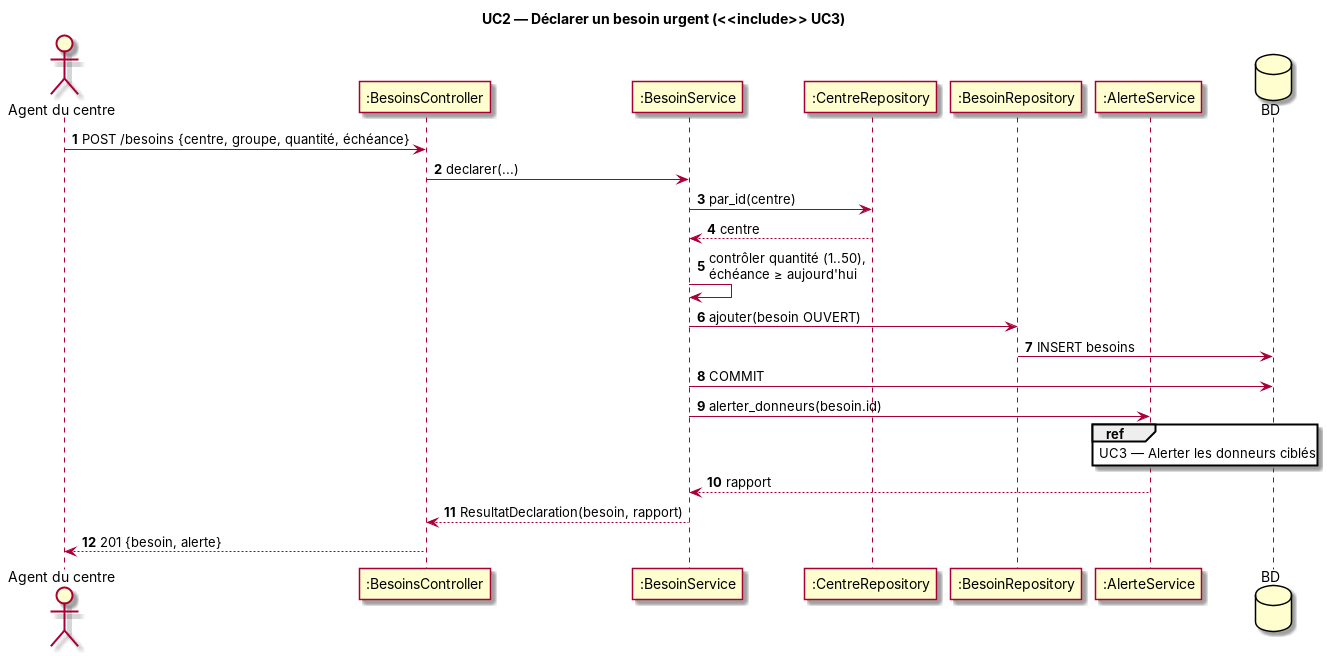 UC2 — Déclarer un besoin urgent (<<include>> UC3)
Agent du centre
:BesoinsController
:BesoinService
:CentreRepository
:BesoinRepository
:AlerteService
BD
1 POST /besoins {centre, groupe, quantité, échéance}
2 declarer(...)
3 par_id(centre)
4 centre
5 contrôler quantité (1..50),
échéance ≥ aujourd'hui
6 ajouter(besoin OUVERT)
7 INSERT besoins
8 COMMIT
9 alerter_donneurs(besoin.id)
ref
UC3 — Alerter les donneurs ciblés
10 rapport
11 ResultatDeclaration(besoin, rapport)
12 201 {besoin, alerte}
Agent du centre
:BesoinsController
:BesoinService
:CentreRepository
:BesoinRepository
:AlerteService
BD